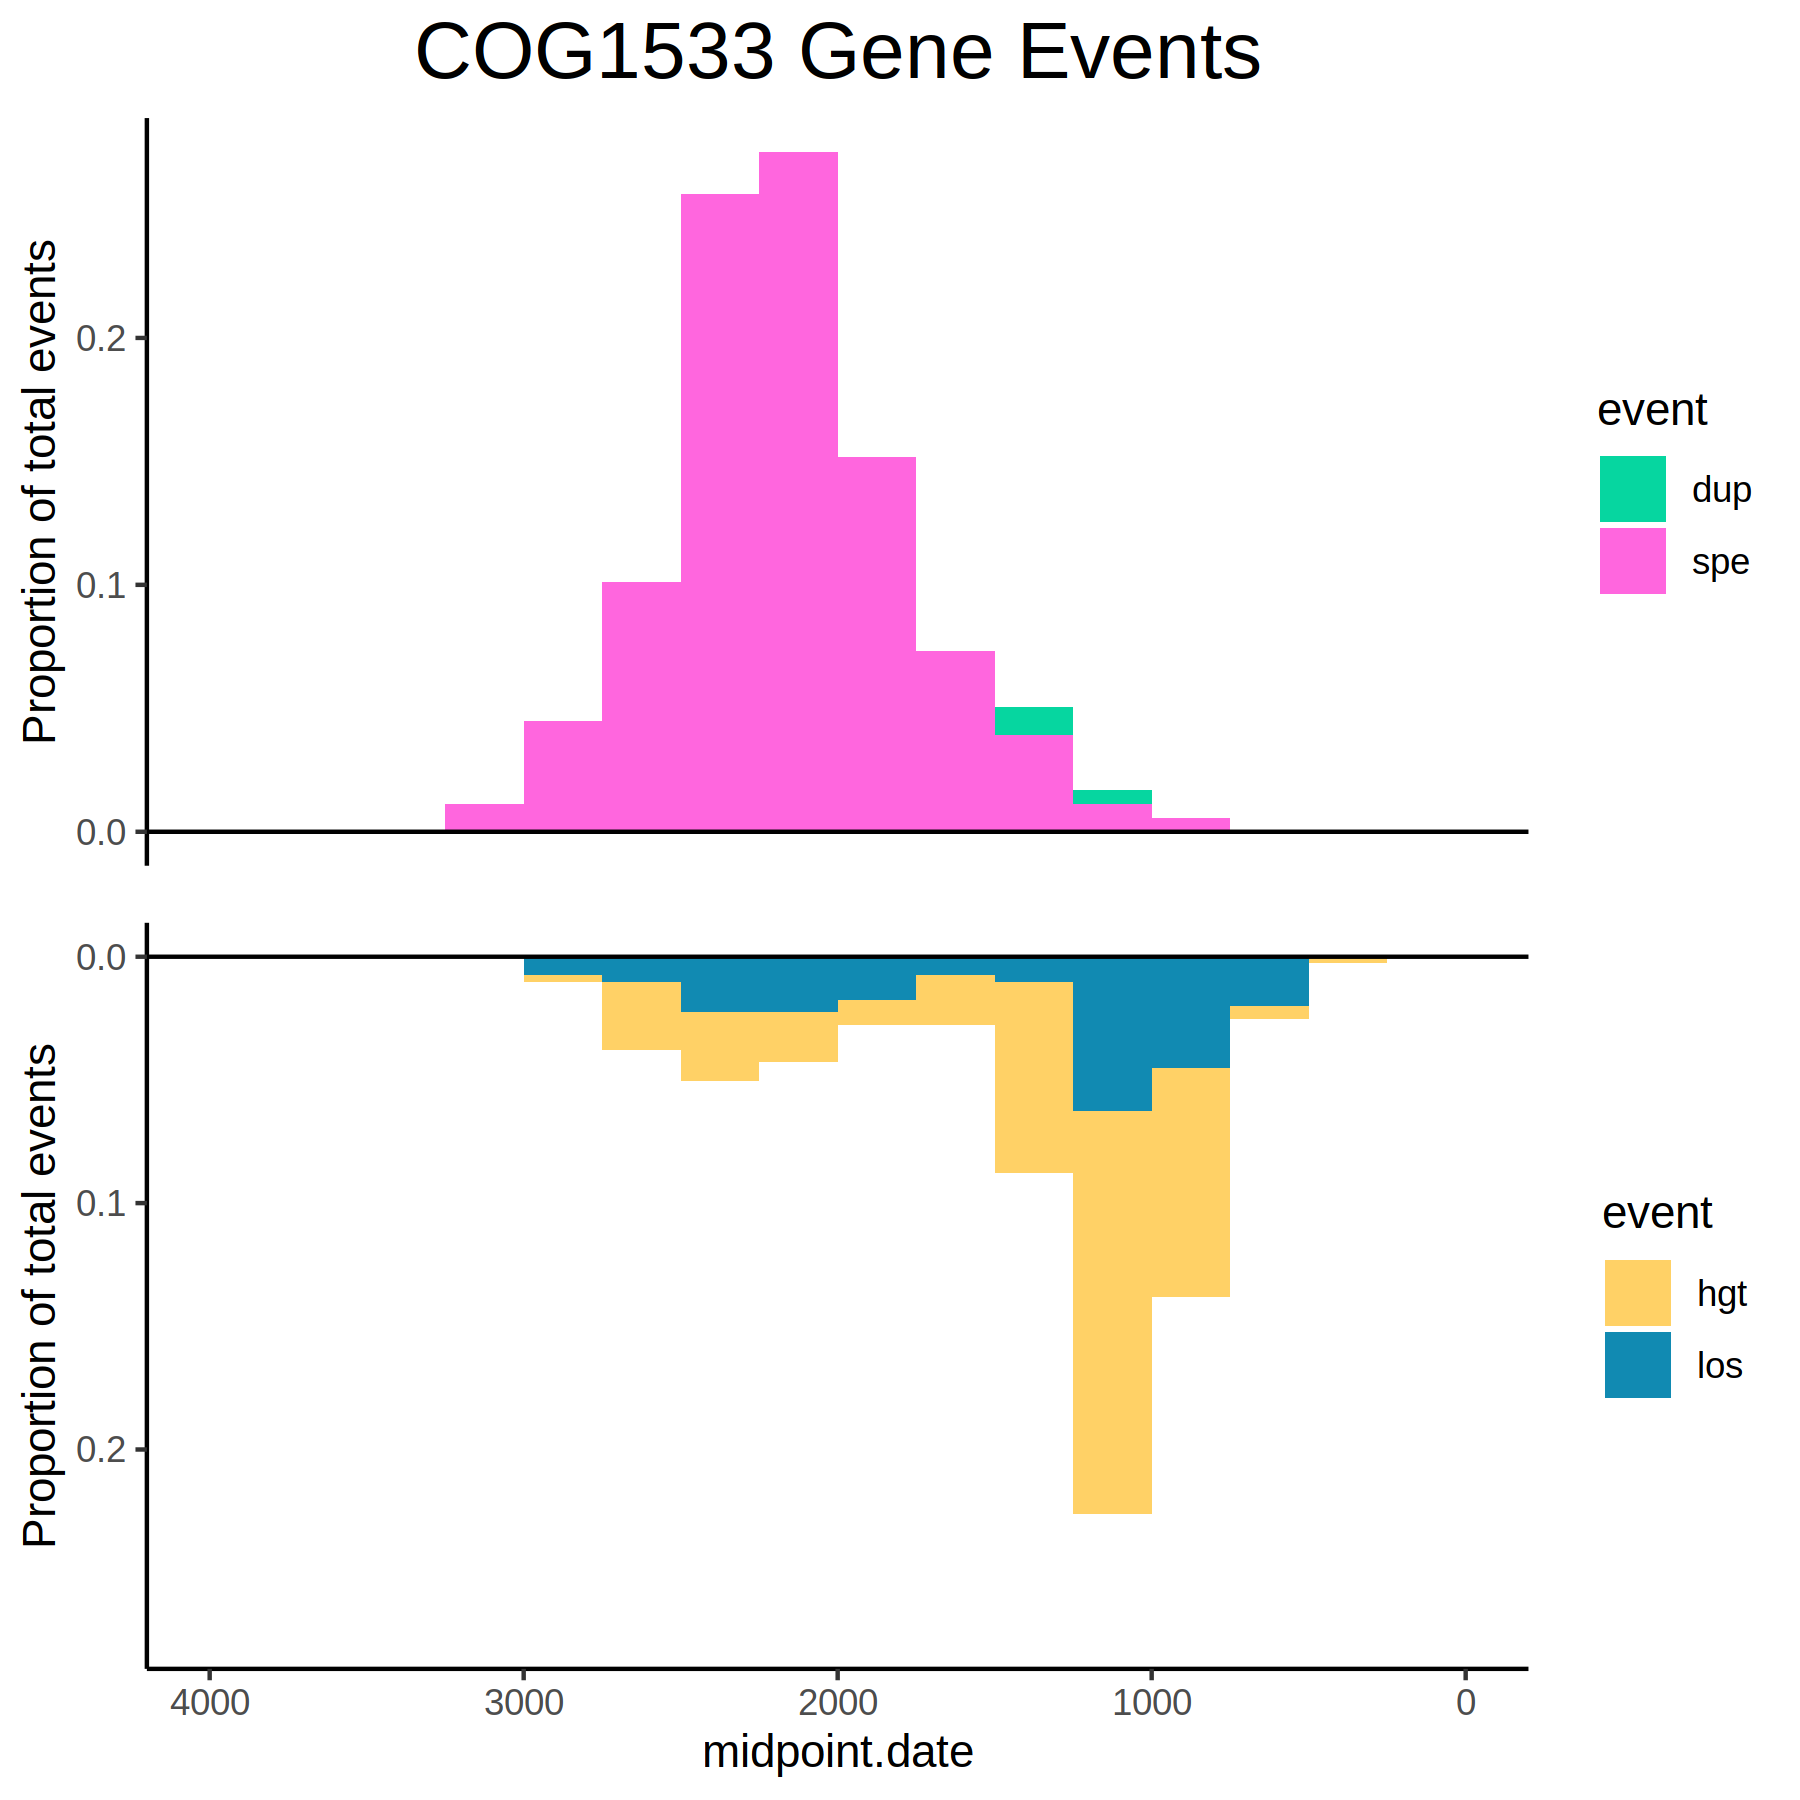 COG1533 Gene Events
Proportion of total events
0.2
0.1
0.0
event
dup
spe
Proportion of total events
0.0
0.1
0.2
event
hgt
los
4000 3000 2000 1000 0
midpoint.date